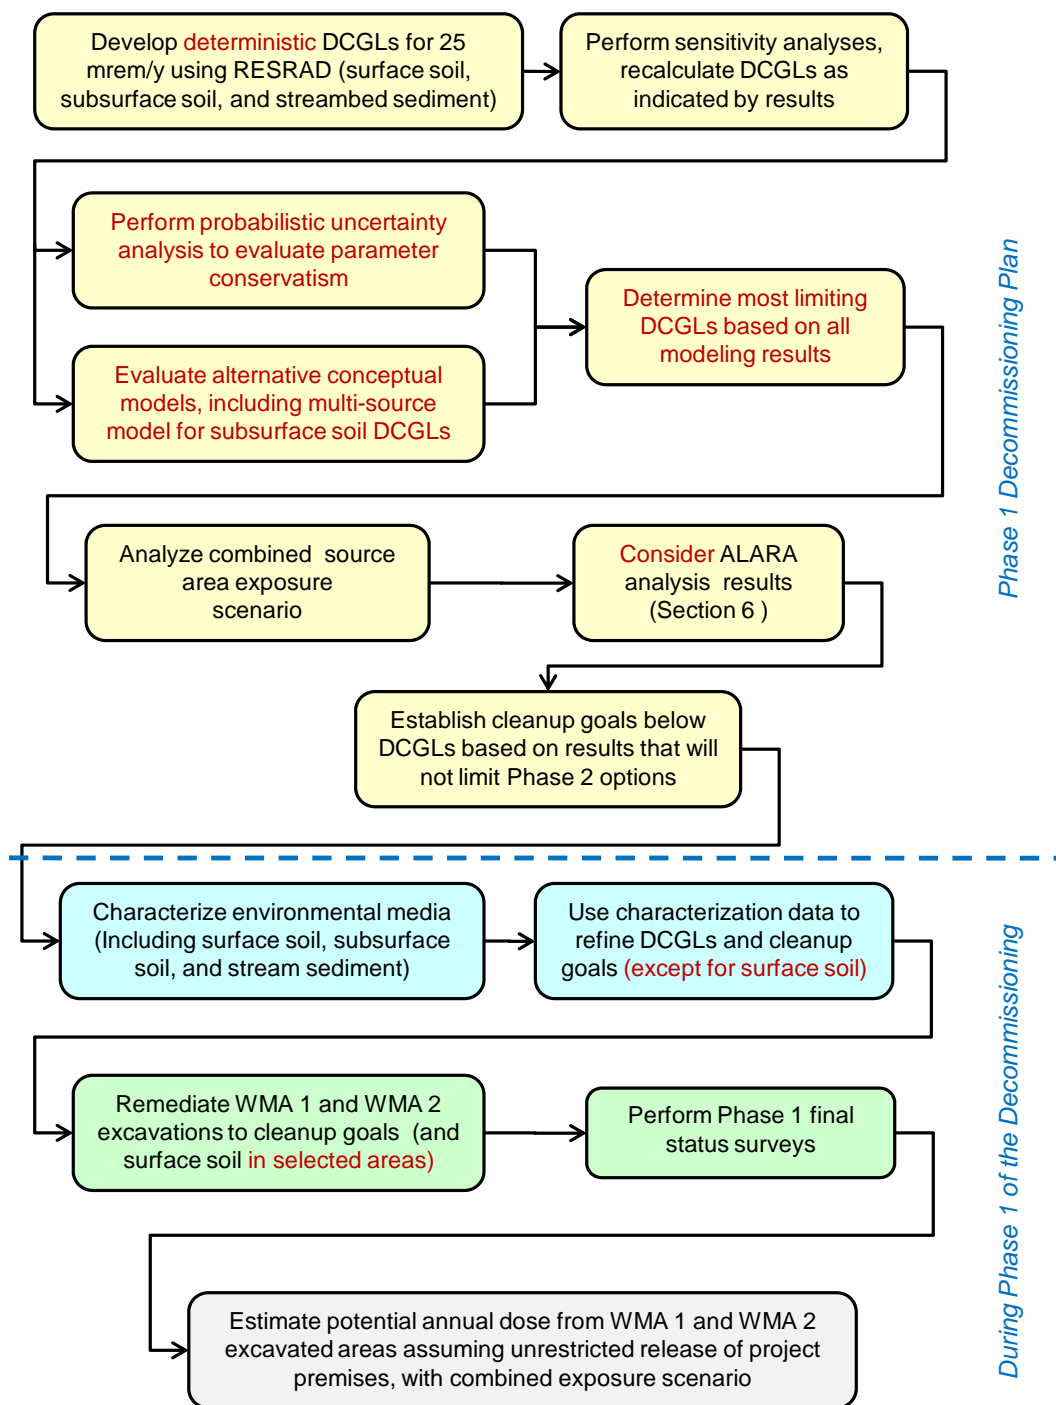 Develop deterministic DCGLs for 25
mrem/y using RESRAD (surface soil,
subsurface soil, and streambed sediment)
Perform sensitivity analyses,
recalculate DCGLs as
indicated by results
Perform probabilistic uncertainty
analysis to evaluate parameter
conservatism
Evaluate alternative conceptual
models, including multi-source
model for subsurface soil DCGLs
Determine most limiting
DCGLs based on all
modeling results
Analyze combined source
area exposure
scenario
Consider ALARA
analysis results
(Section 6 )
Establish cleanup goals below
DCGLs based on results that will
not limit Phase 2 options
Phase 1 Decommissioning Plan
Characterize environmental media
(Including surface soil, subsurface
soil, and stream sediment)
Use characterization data to
refine DCGLs and cleanup
goals (except for surface soil)
Remediate WMA 1 and WMA 2
excavations to cleanup goals (and
surface soil in selected areas)
Perform Phase 1 final
status surveys
Estimate potential annual dose from WMA 1 and WMA 2
excavated areas assuming unrestricted release of project
premises, with combined exposure scenario
During Phase 1 of the Decommissioning